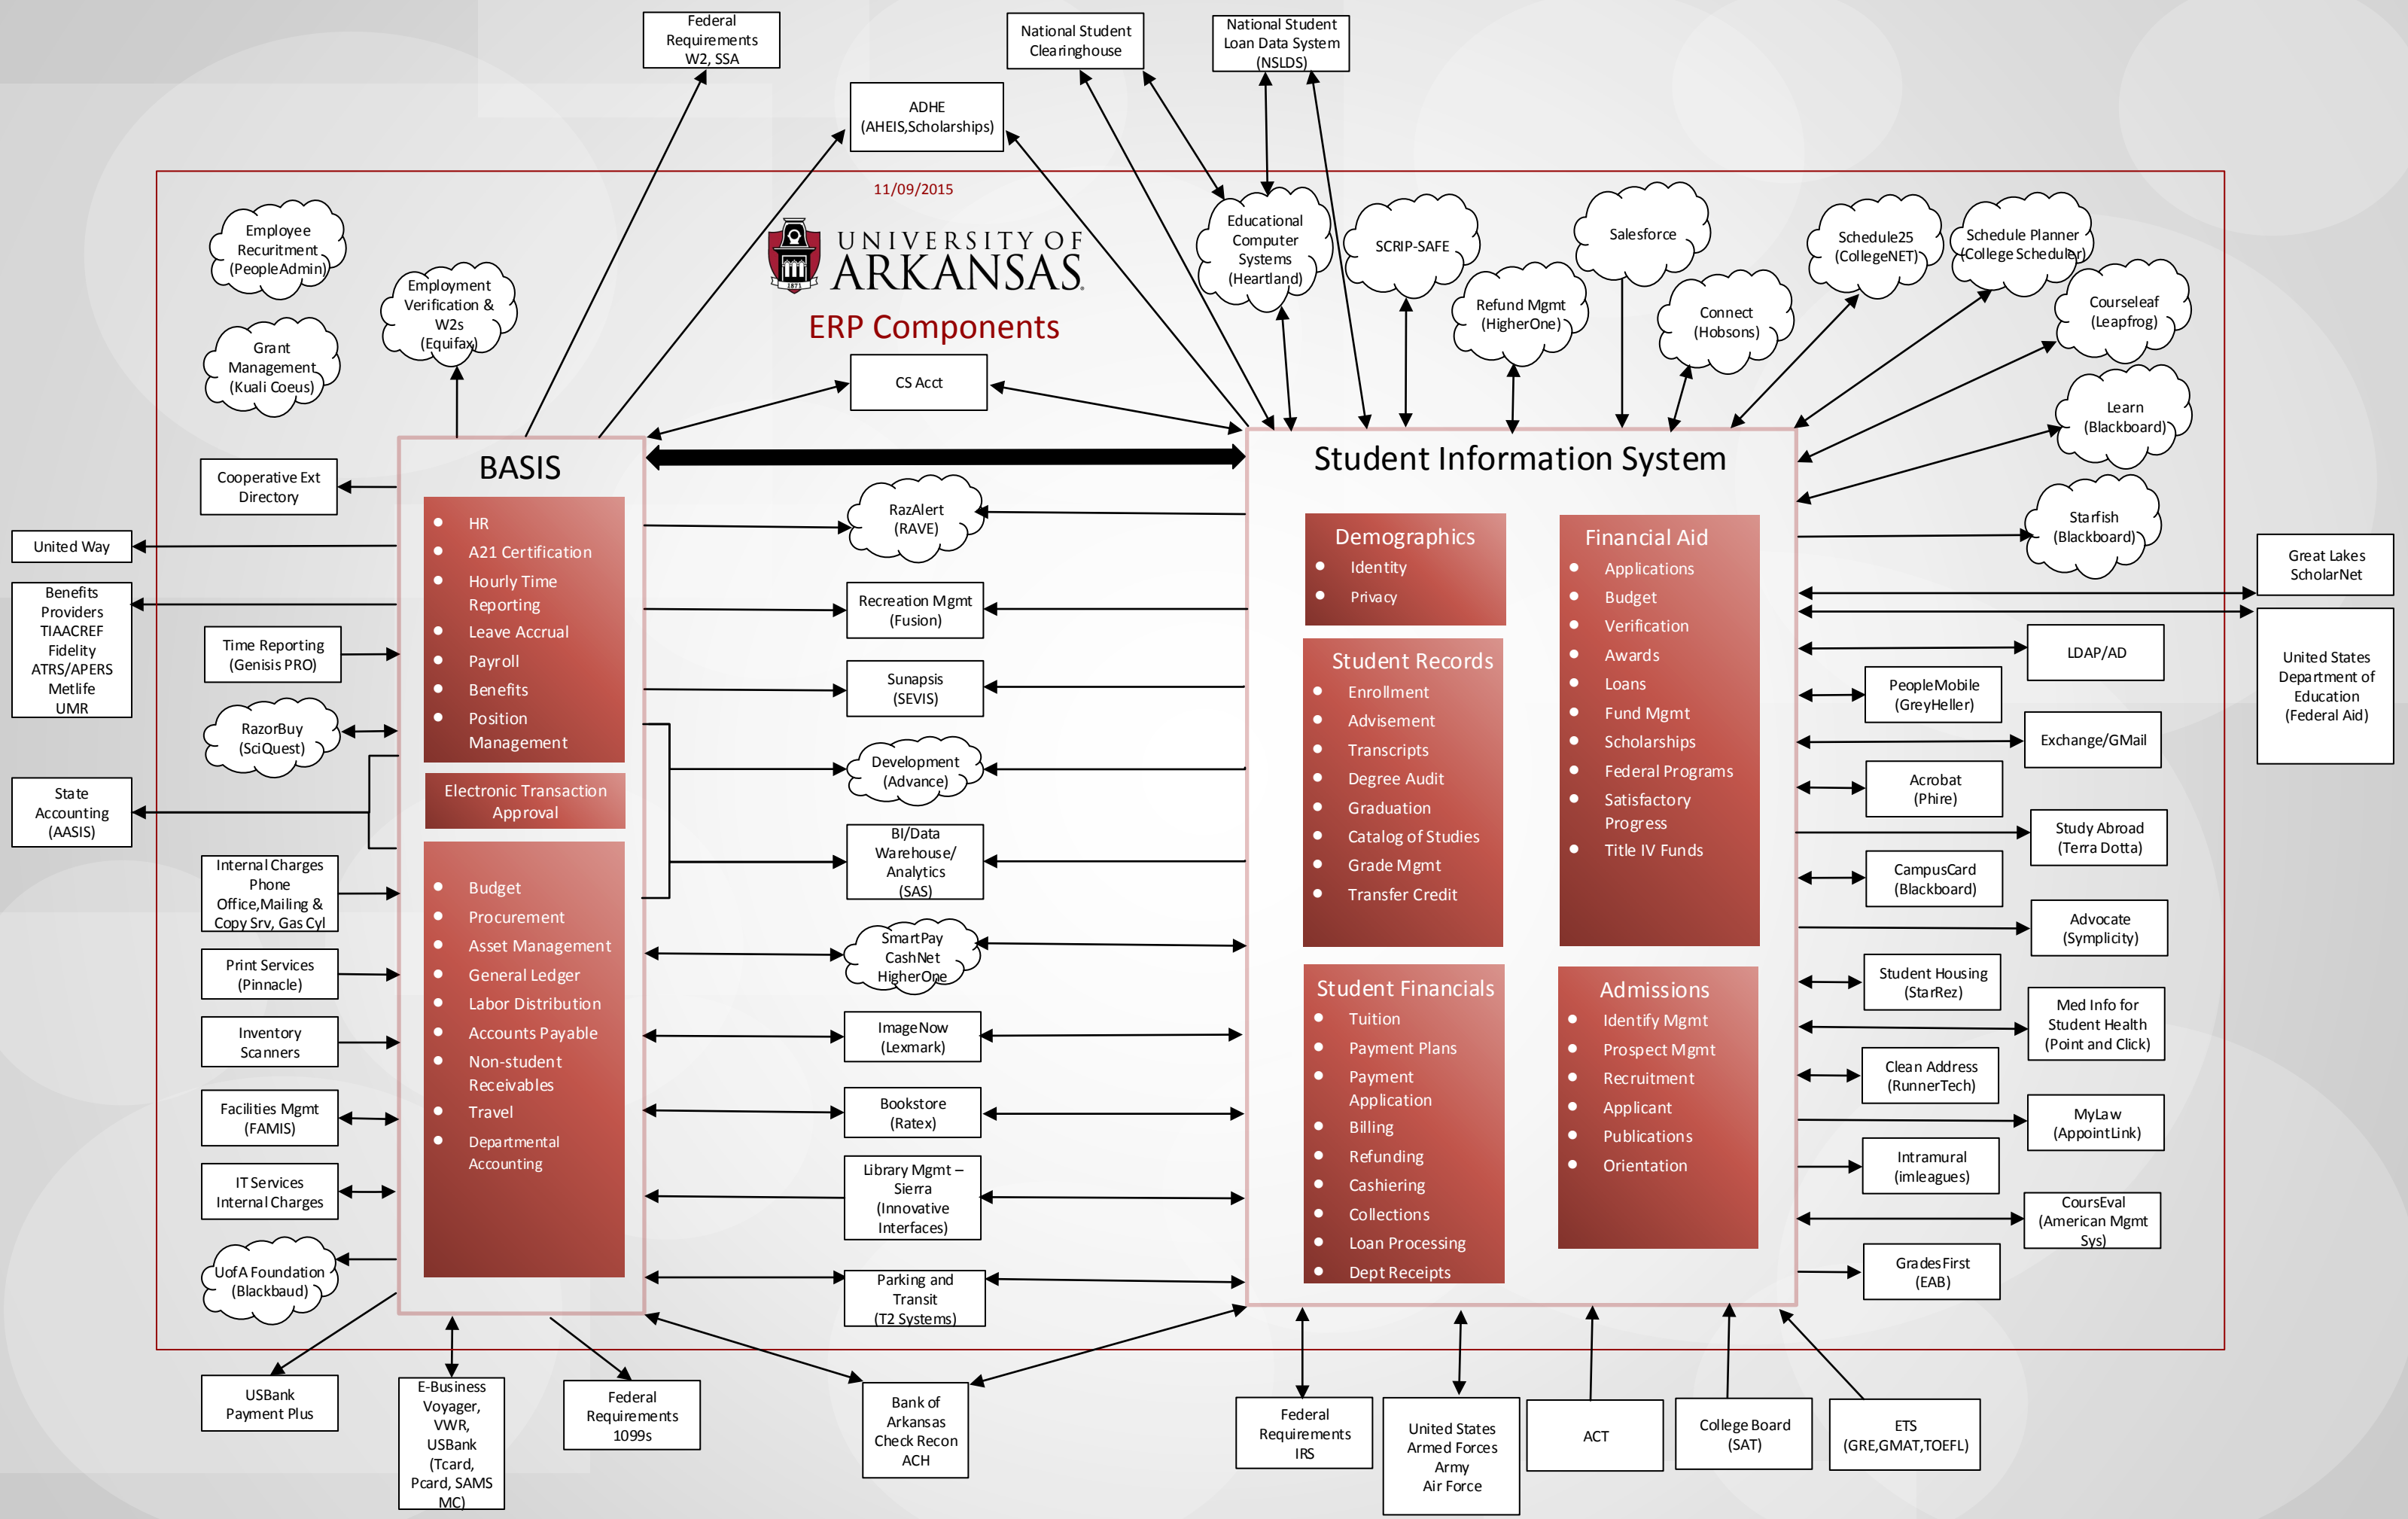 Federal
Requirements
W2, SSA
National Student
Clearinghouse
National Student
Loan Data System
(NSLDS)
ADHE
(AHEIS,Scholarships)
11/09/2015
UNIVERSITY OF
ARKANSAS
1871
ERP Components
Employee
Recuritment
(PeopleAdmin)
Employment
Verification &
W2s
(Equifax)
Grant
Management
(Kuali Coeus)
Educational
Computer
Systems
(Heartland)
SCRIP-SAFE
Refund Mgmt
(HigherOne)
Salesforce
Connect
(Hobsons)
Schedule25
(CollegeNET)
Schedule Planner
(College Scheduler)
Courseleaf
(Leapfrog)
Learn
(Blackboard)
Starfish
(Blackboard)
CS Acct
Cooperative Ext
Directory
United Way
Benefits
Providers
TIAACREF
Fidelity
ATRS/APERS
Metlife
UMR
Time Reporting
(Genisis PRO)
RazorBuy
(SciQuest)
State
Accounting
(AASIS)
Internal Charges
Phone
Office,Mailing &
Copy Srv, Gas Cyl
Print Services
(Pinnacle)
Inventory
Scanners
Facilities Mgmt
(FAMIS)
IT Services
Internal Charges
UofA Foundation
(Blackbaud)
BASIS
HR
A21 Certification
Hourly Time
Reporting
Leave Accrual
Payroll
Benefits
Position
Management
Electronic Transaction
Approval
Budget
Procurement
Asset Management
General Ledger
Labor Distribution
Accounts Payable
Non-student
Receivables
Travel
Departmental
Accounting
RazAlert
(RAVE)
Recreation Mgmt
(Fusion)
Sunapsis
(SEVIS)
Development
(Advance)
BI/Data
Warehouse/
Analytics
(SAS)
SmartPay
CashNet
HigherOne
ImageNow
(Lexmark)
Bookstore
(Ratex)
Library Mgmt –
Sierra
(Innovative
Interfaces)
Parking and
Transit
(T2 Systems)
Student Information System
Demographics
Identity
Privacy
Student Records
Enrollment
Advisement
Transcripts
Degree Audit
Graduation
Catalog of Studies
Grade Mgmt
Transfer Credit
Student Financials
Tuition
Payment Plans
Payment
Application
Billing
Refunding
Cashiering
Collections
Loan Processing
Dept Receipts
Financial Aid
Applications
Budget
Verification
Awards
Loans
Fund Mgmt
Scholarships
Federal Programs
Satisfactory
Progress
Title IV Funds
Admissions
Identify Mgmt
Prospect Mgmt
Recruitment
Applicant
Publications
Orientation
Great Lakes
ScholarNet
United States
Department of
Education
(Federal Aid)
LDAP/AD
PeopleMobile
(GreyHeller)
Exchange/GMail
Acrobat
(Phire)
Study Abroad
(Terra Dotta)
CampusCard
(Blackboard)
Advocate
(Symplicity)
Student Housing
(StarRez)
Med Info for
Student Health
(Point and Click)
Clean Address
(RunnerTech)
MyLaw
(AppointLink)
Intramural
(imleagues)
CoursEval
(American Mgmt
Sys)
GradesFirst
(EAB)
USBank
Payment Plus
E-Business
Voyager,
VWR,
USBank
(Tcard,
Pcard, SAMS
MC)
Federal
Requirements
1099s
Bank of
Arkansas
Check Recon
ACH
Federal
Requirements
IRS
United States
Armed Forces
Army
Air Force
ACT
College Board
(SAT)
ETS
(GRE,GMAT,TOEFL)